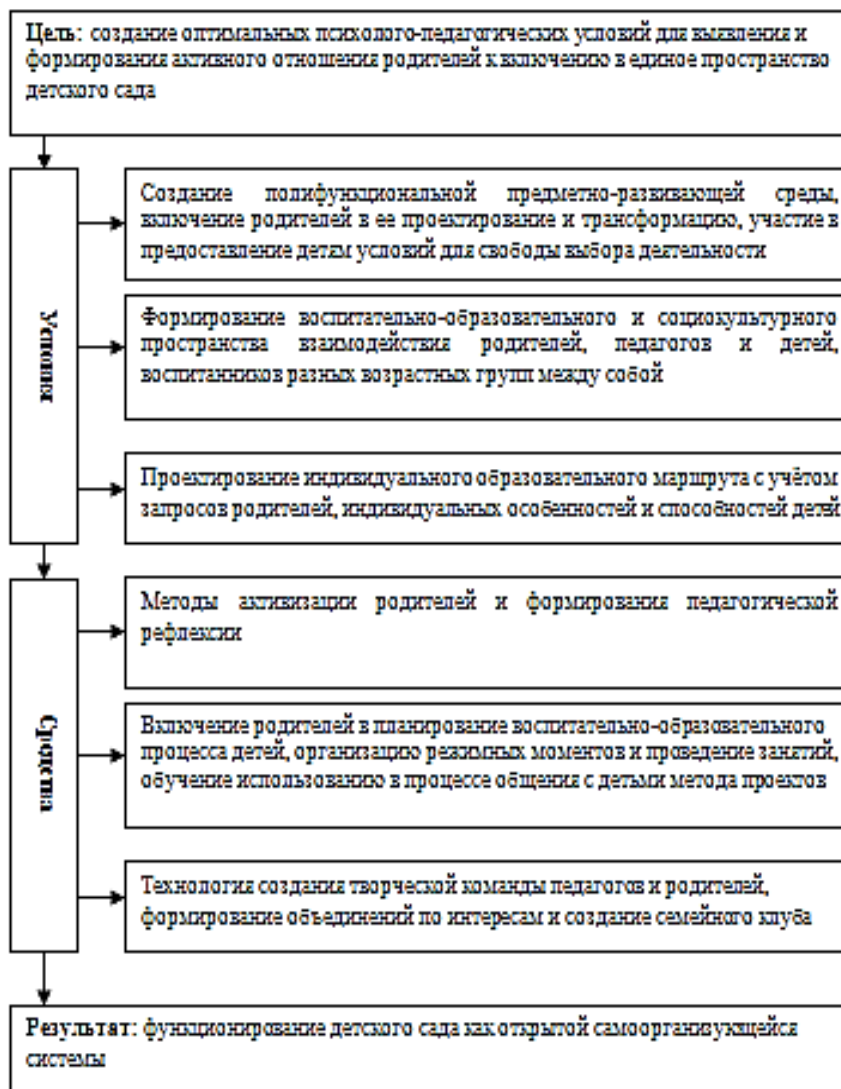 Цель: создание оптимальных психолого-педагогических условий для выявления и
формирования активного отношения родителей к включению в единое пространство
детского сада
Условия
Создание полифункциональной предметно-развивающей среды,
включение родителей в ее проектирование и трансформацию, участие в
предоставление детям условий для свободы выбора деятельности
Формирование воспитательно-образовательного и социокультурного
пространства взаимодействия родителей, педагогов и детей,
воспитанников разных возрастных групп между собой
Проектирование индивидуального образовательного маршрута с учётом
запросов родителей, индивидуальных особенностей и способностей детей
Средства
Методы активизации родителей и формирования педагогической
рефлексии
Включение родителей в планирование воспитательно-образовательного
процесса детей, организацию режимных моментов и проведение занятий,
обучение использованию в процессе общения с детьми метода проектов
Технология создания творческой команды педагогов и родителей,
формирование объединений по интересам и создание семейного клуба
Результат: функционирование детского сада как открытой самоорганизующейся
системы